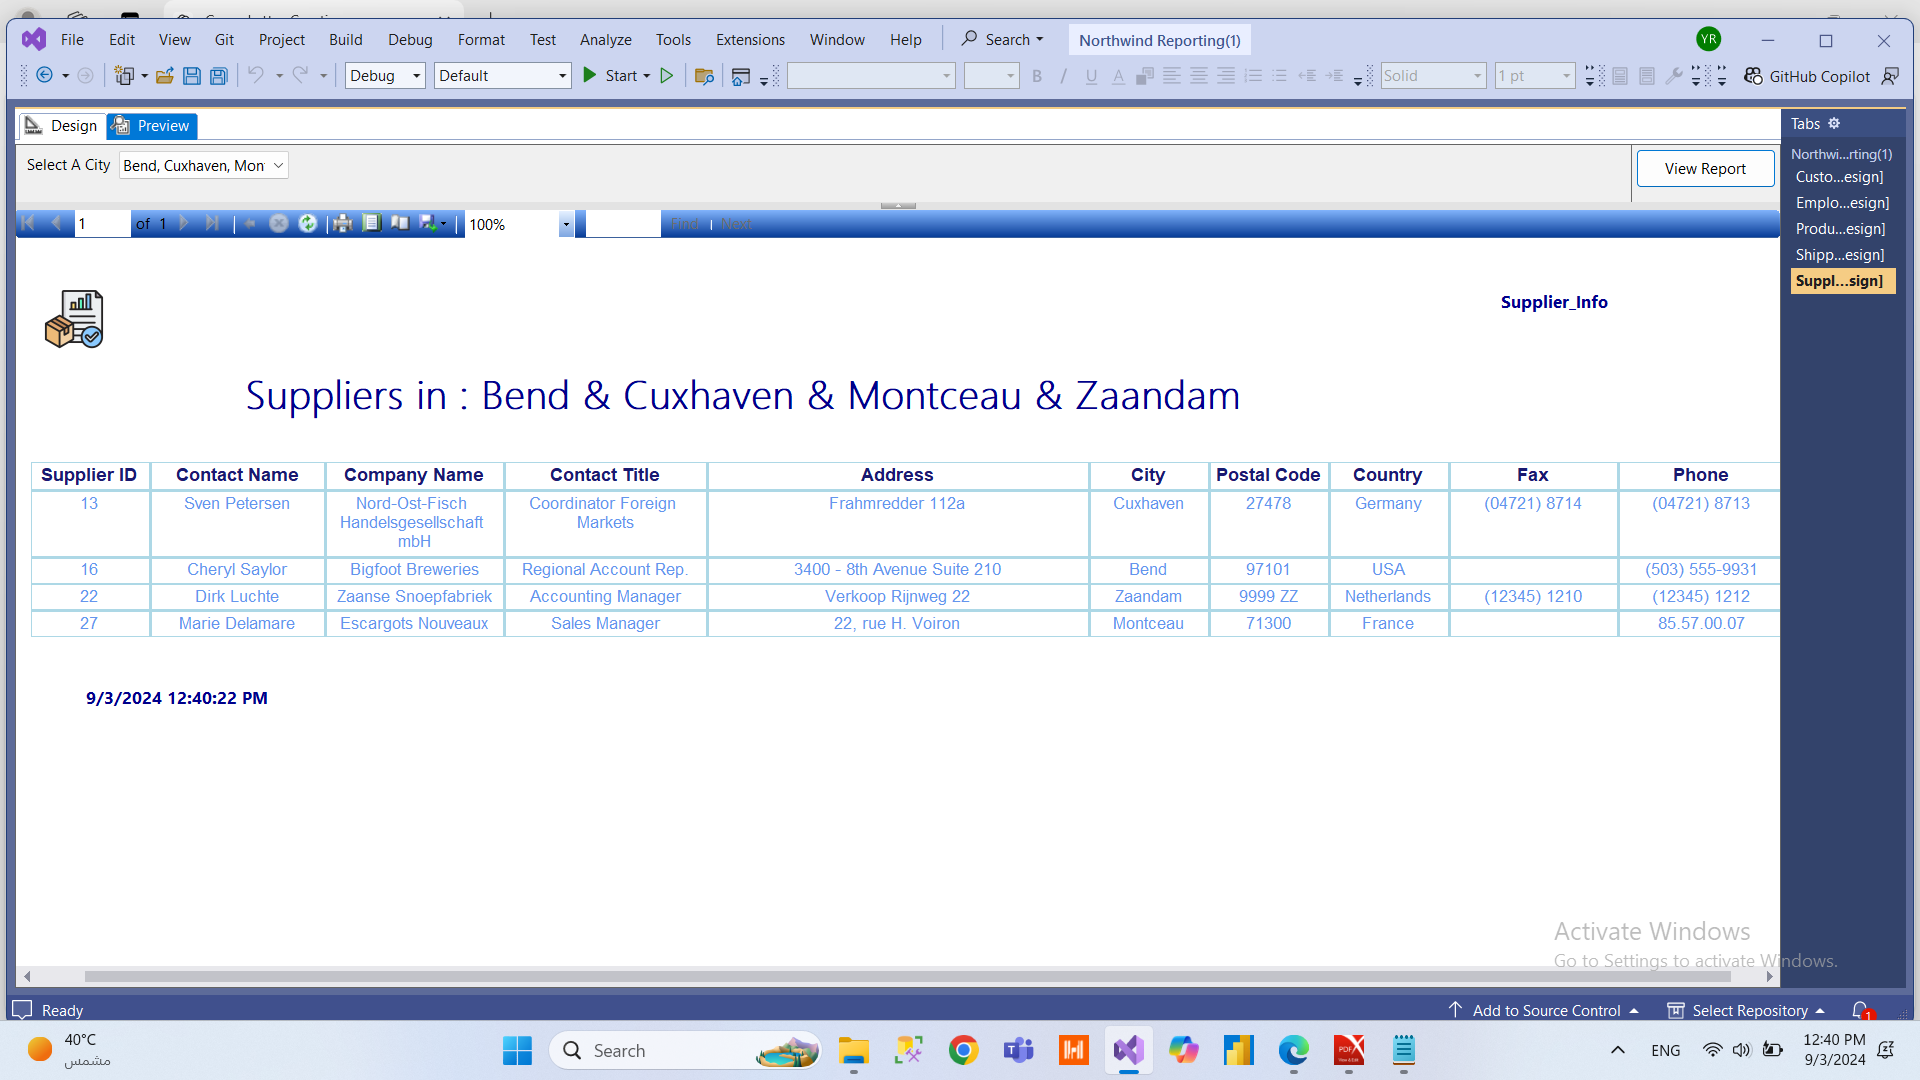 File Edit View Git Project Build Debug Format Test Analyze Tools Extensions Window Help Search Northwind Reporting(1) YR
Debug Default Start B I U A Solid 1 pt GitHub Copilot
Design Preview
Select A City Bend, Cuxhaven, Mon View Report
1 of 1 100% Find | Next
Supplier_Info
Suppliers in : Bend & Cuxhaven & Montceau & Zaandam
Supplier ID Contact Name Company Name Contact Title Address City Postal Code Country Fax Phone
13 Sven Petersen Nord-Ost-Fisch Coordinator Foreign Frahmredder 112a Cuxhaven 27478 Germany (04721) 8714 (04721) 8713
Handelsgesellschaft Markets
mbH
16 Cheryl Saylor Bigfoot Breweries Regional Account Rep. 3400 - 8th Avenue Suite 210 Bend 97101 USA (503) 555-9931
22 Dirk Luchte Zaanse Snoepfabriek Accounting Manager Verkoop Rijnweg 22 Zaandam 9999 ZZ Netherlands (12345) 1210 (12345) 1212
27 Marie Delamare Escargots Nouveaux Sales Manager 22, rue H. Voiron Montceau 71300 France 85.57.00.07
9/3/2024 12:40:22 PM
Tabs
Northwi...rting(1)
Custo...esign]
Emplo...esign]
Produ...esign]
Shipp...esign]
Suppl...sign]
Activate Windows
Go to Settings to activate Windows.
Ready Add to Source Control Select Repository 1
40°C
مشمس
Search
PDF
ENG
12:40 PM
9/3/2024